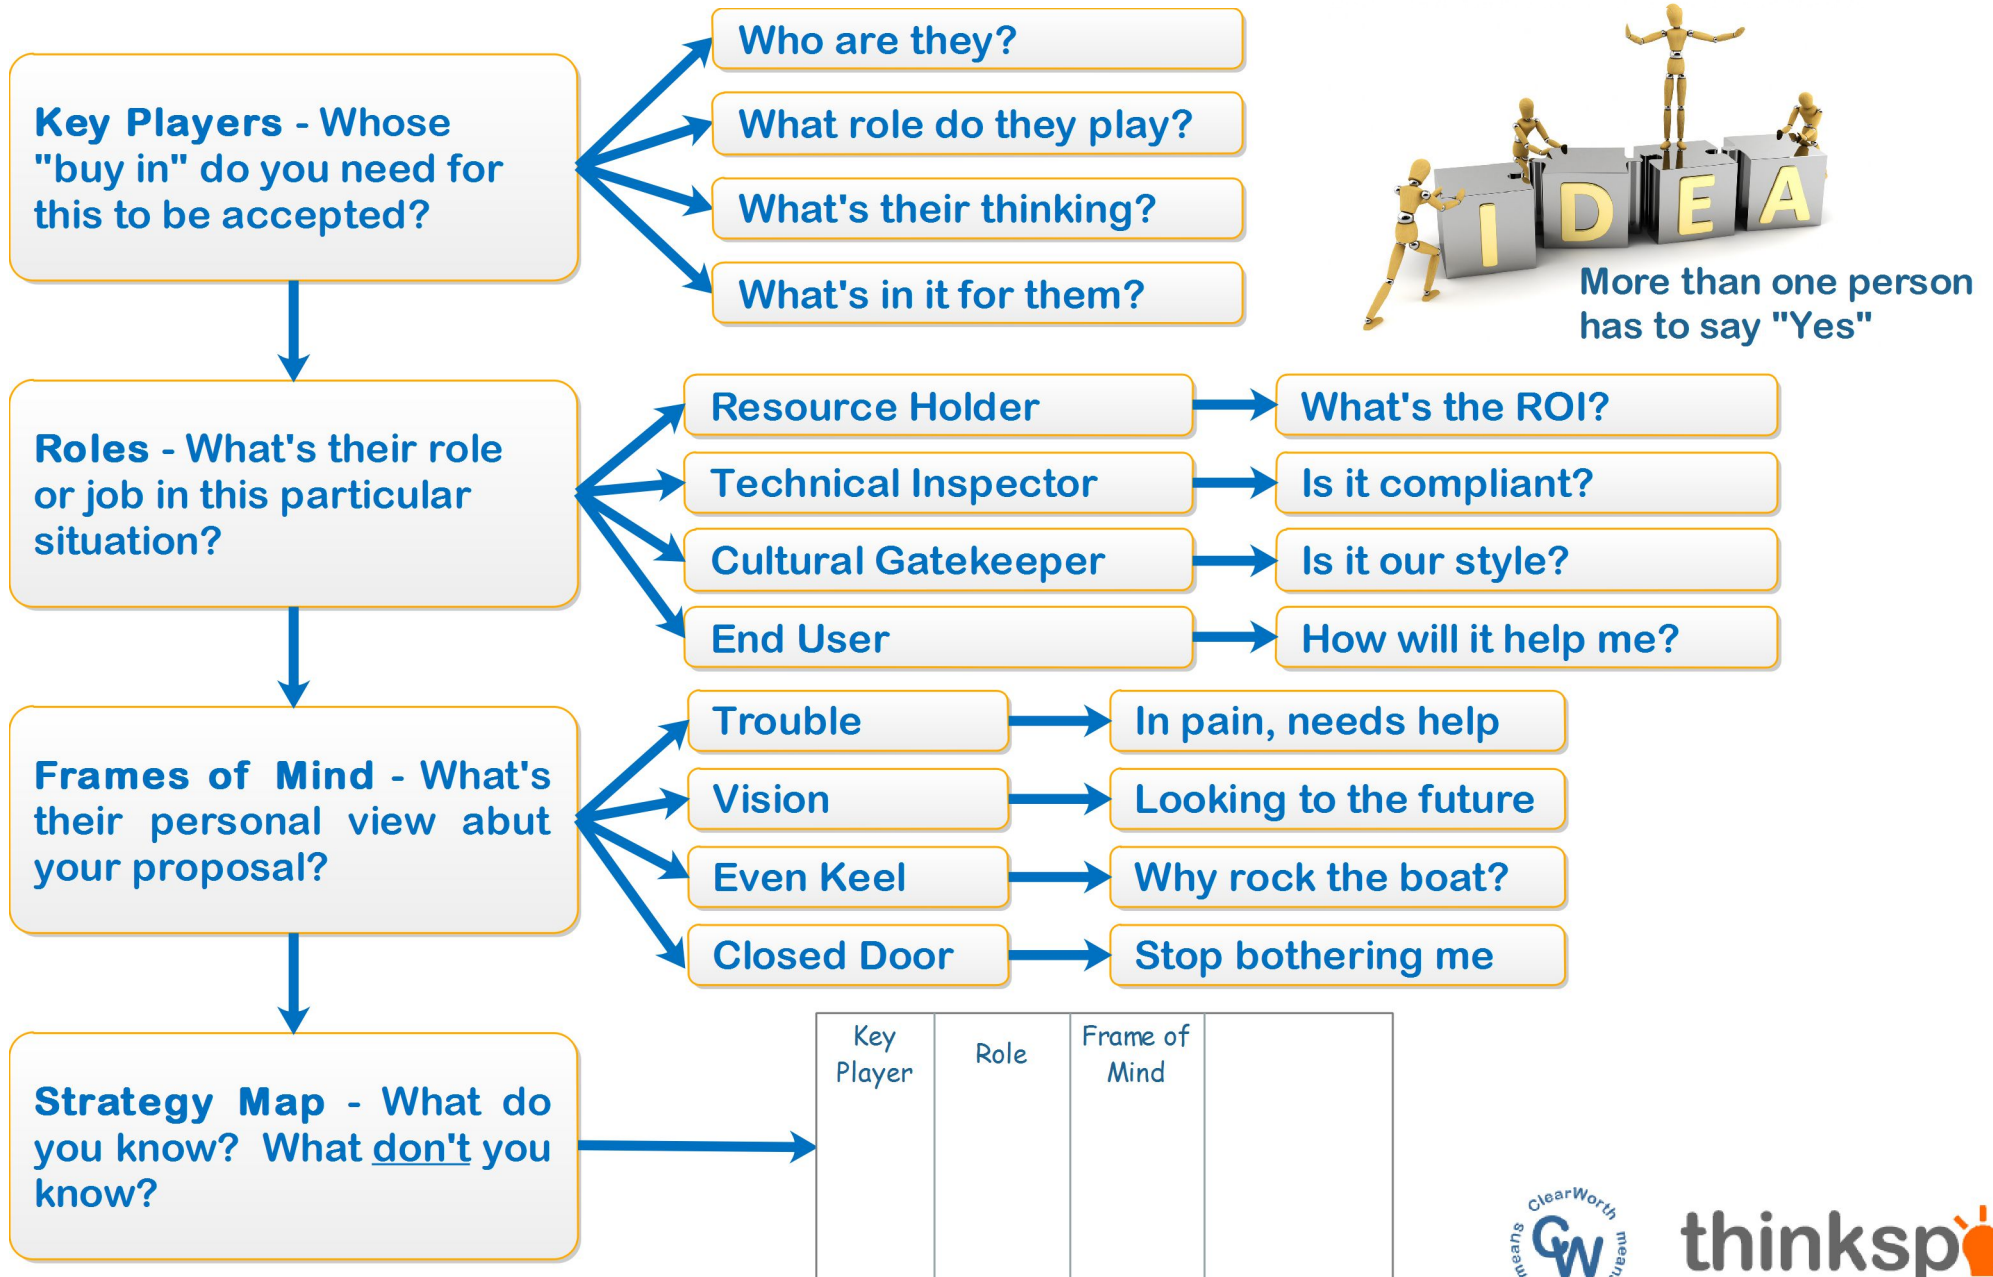 Key Players - Whose
"buy in" do you need for
this to be accepted?
Who are they?
What role do they play?
What's their thinking?
What's in it for them?
IDEA
More than one person
has to say "Yes"
Roles - What's their role
or job in this particular
situation?
Resource Holder
What's the ROI?
Technical Inspector
Is it compliant?
Cultural Gatekeeper
Is it our style?
End User
How will it help me?
Frames of Mind - What's
their personal view abut
your proposal?
Trouble
In pain, needs help
Vision
Looking to the future
Even Keel
Why rock the boat?
Closed Door
Stop bothering me
Strategy Map - What do
you know? What don't you
know?
Key
Player
Role
Frame of
Mind
means ClearWorth
CW
thinksp